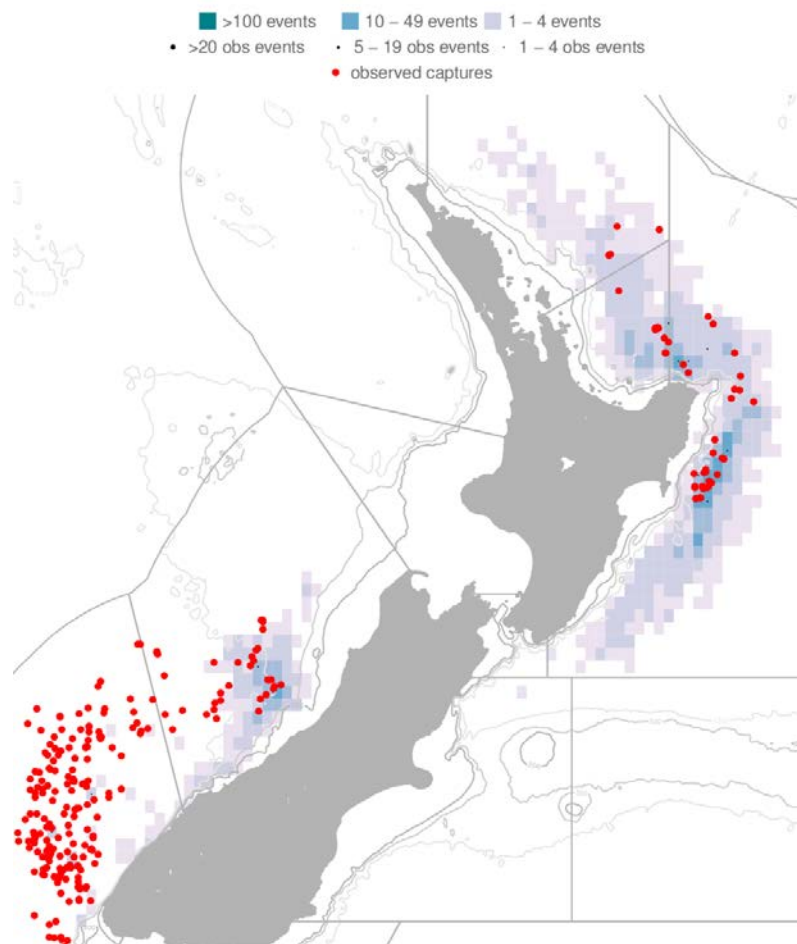 >100 events 10 – 49 events 1 – 4 events
>20 obs events 5 – 19 obs events 1 – 4 obs events
observed captures